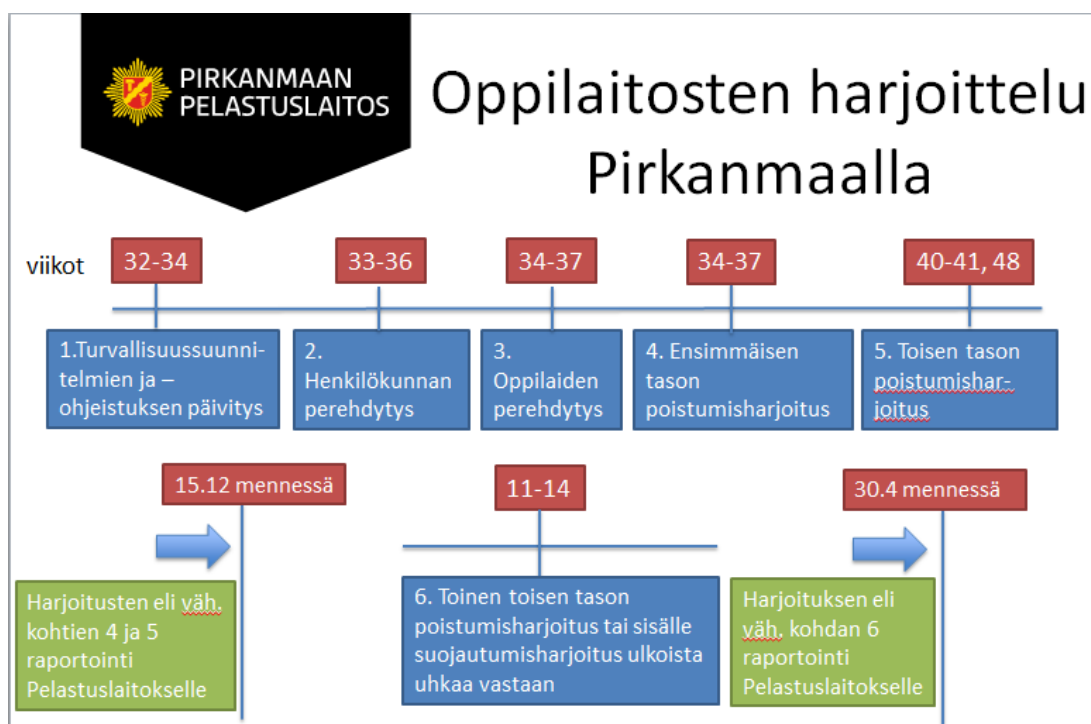 PIRKANMAAN
PELASTUSLAITOS
Oppilaitosten harjoittelu
Pirkanmaalla
viikot
32-34
33-36
34-37
34-37
40-41, 48
1.Turvallisuussuunni-
telmien ja –
ohjeistuksen päivitys
2.
Henkilökunnan
perehdytys
3.
Oppilaiden
perehdytys
4. Ensimmäisen
tason
poistumisharjoitus
5. Toisen tason
poistumishar-
joitus
15.12 mennessä
11-14
30.4 mennessä
Harjoitusten eli väh.
kohtien 4 ja 5
raportointi
Pelastuslaitokselle
6. Toinen toisen tason
poistumisharjoitus tai sisälle
suojautumisharjoitus ulkoista
uhkaa vastaan
Harjoituksen eli
väh. kohdan 6
raportointi
Pelastuslaitokselle